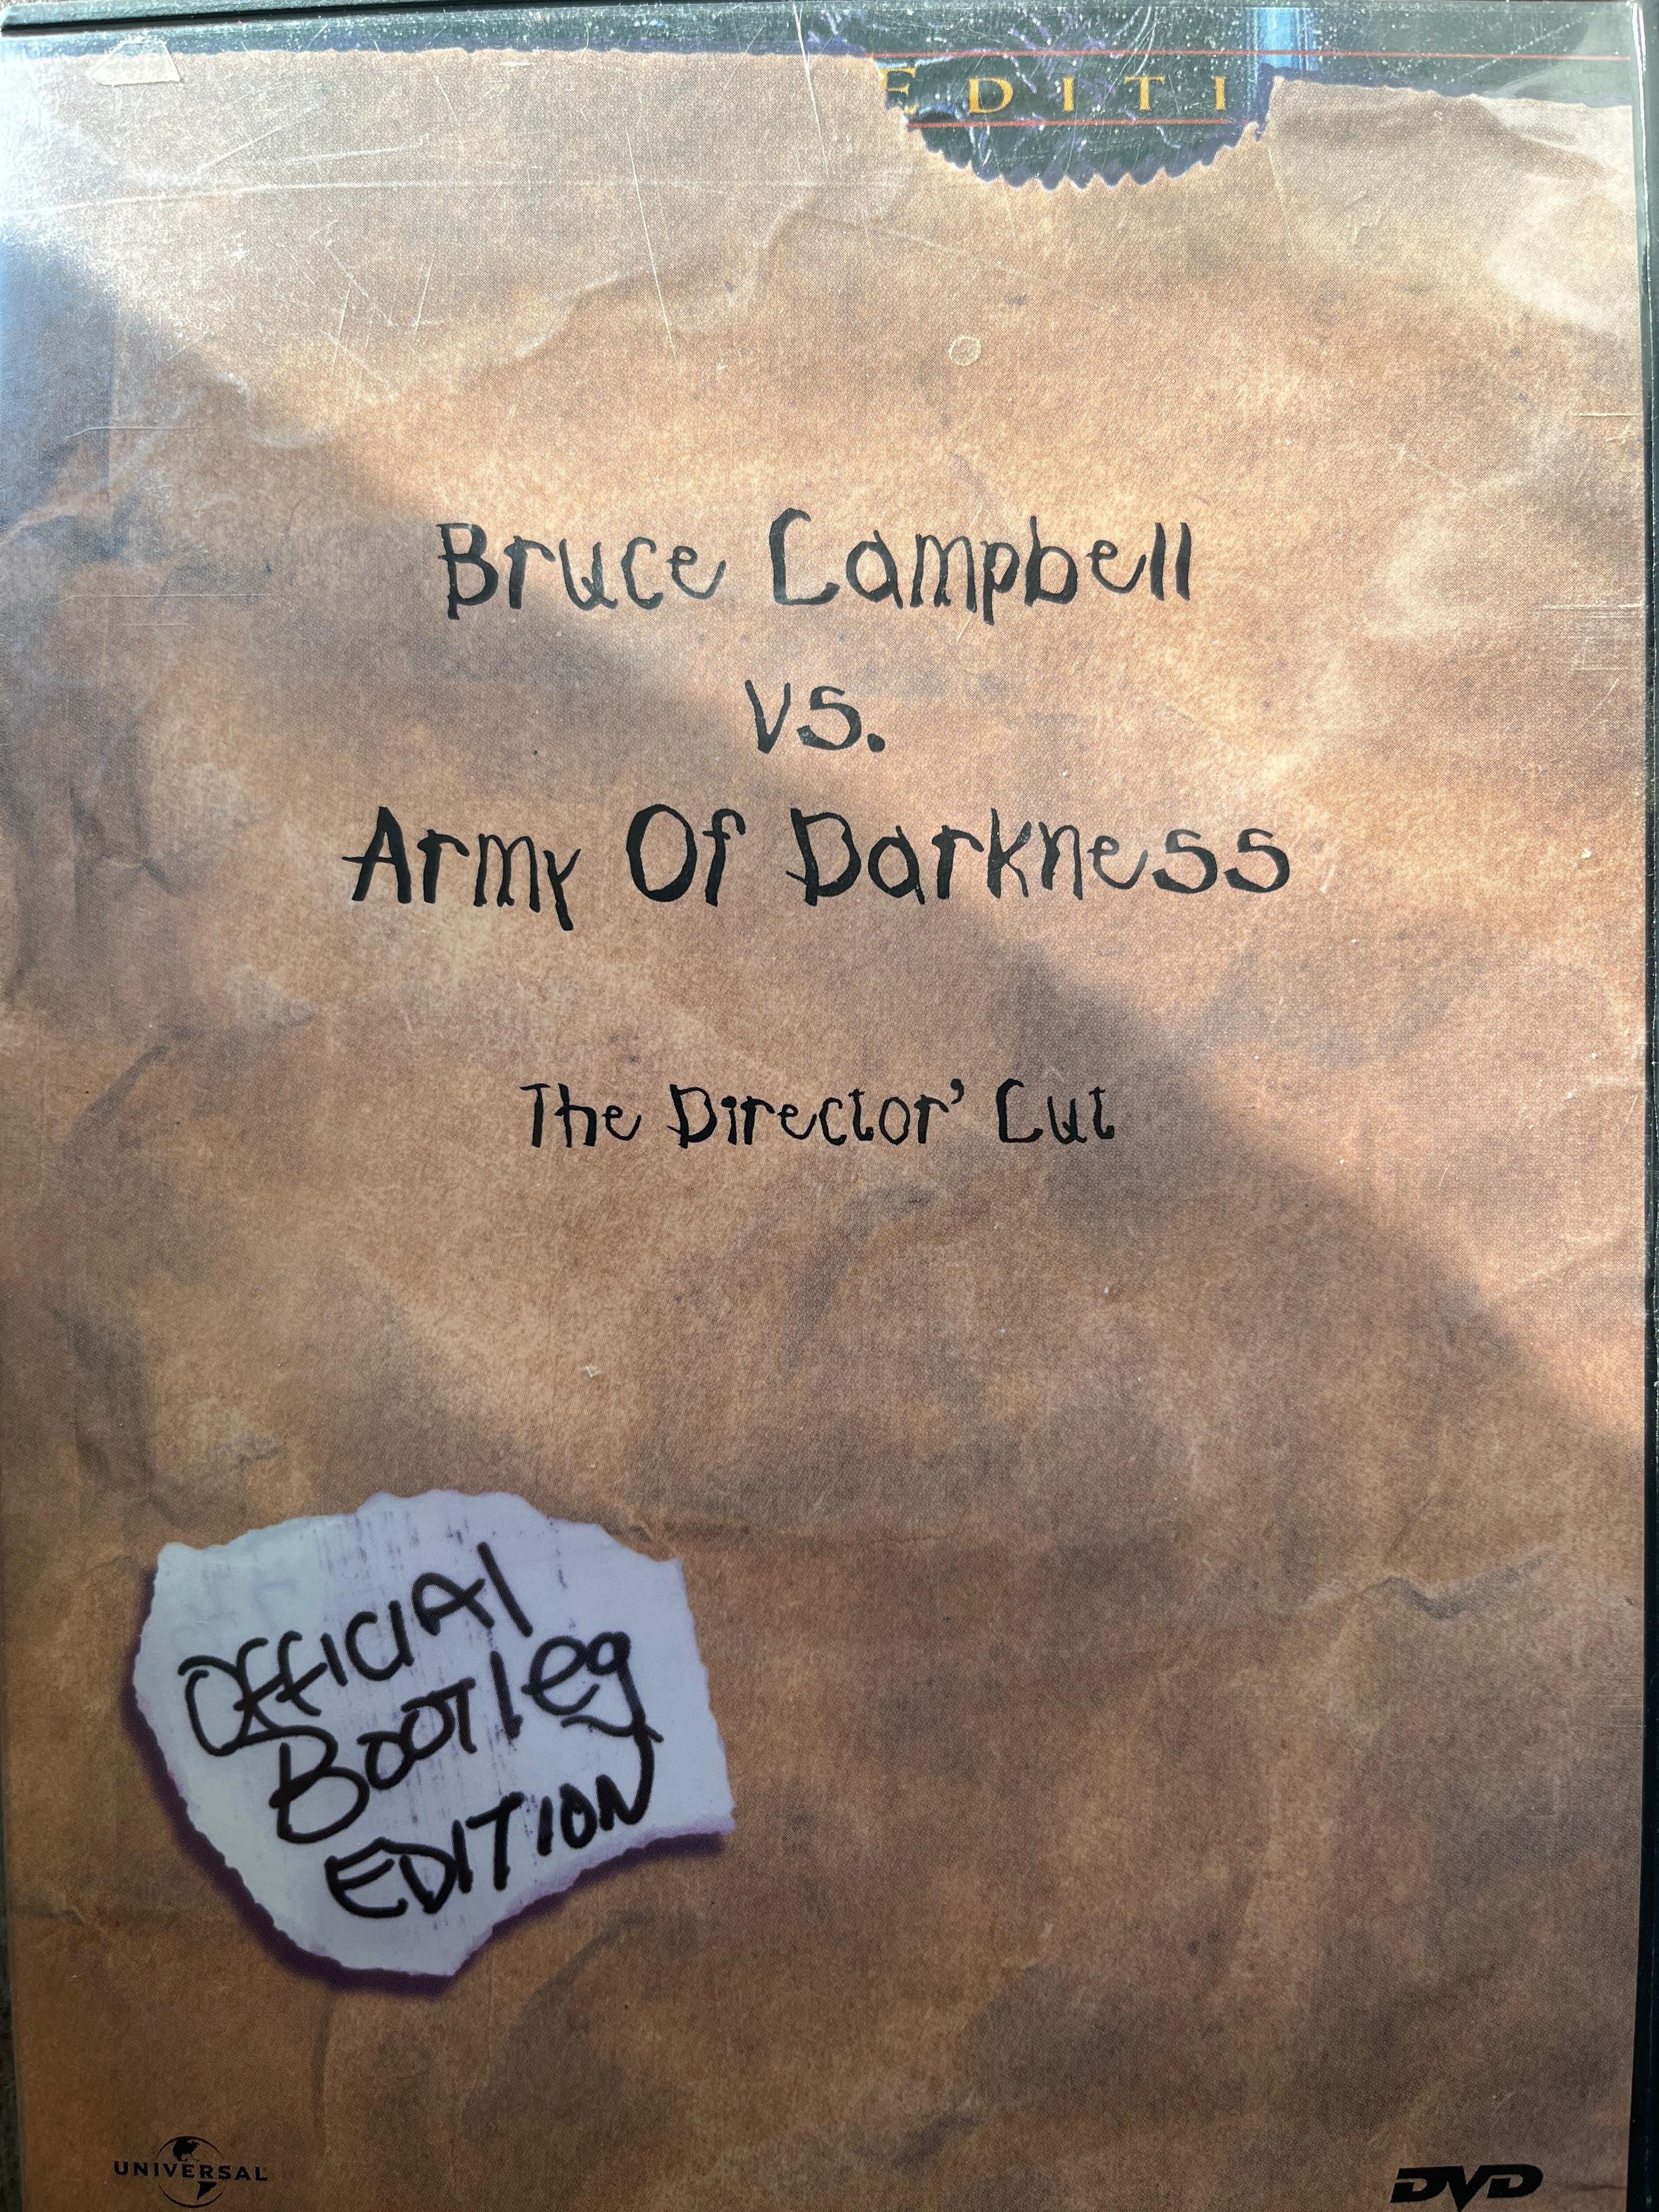 EDITI
Bruce Campbell
vs.
Army Of Darkness
The Director' Cut
OFFICIAl
BootlEg
EDITION
UNIVERSAL
DVD